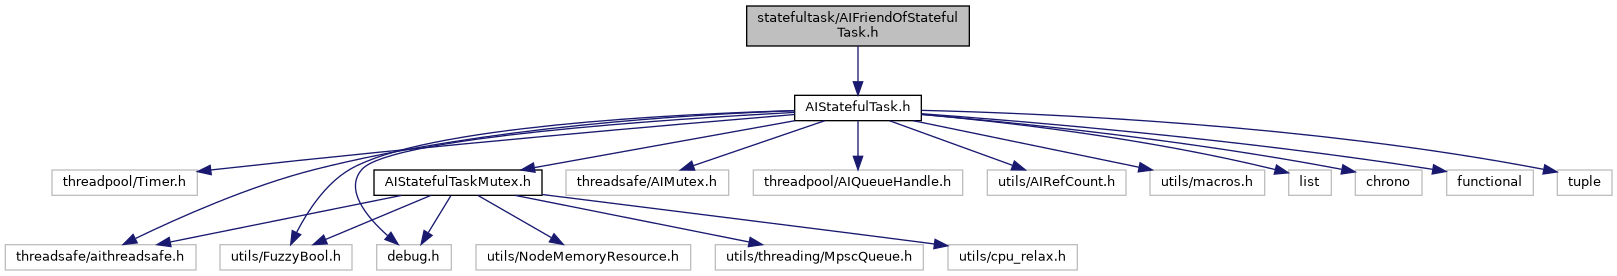 statefultask/AIFriendOfStateful
Task.h
AIStatefulTask.h
threadpool/Timer.h
AIStatefulTaskMutex.h
threadsafe/AIMutex.h
threadpool/AIQueueHandle.h
utils/AIRefCount.h
utils/macros.h
list
chrono
functional
tuple
threadsafe/aithreadsafe.h
utils/FuzzyBool.h
debug.h
utils/NodeMemoryResource.h
utils/threading/MpscQueue.h
utils/cpu_relax.h